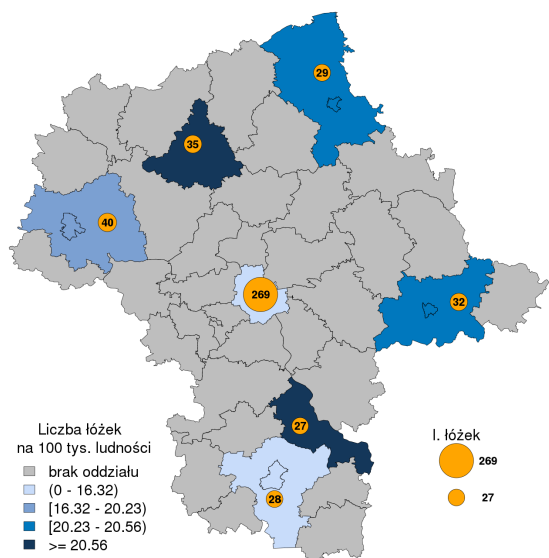 29
35
40
269
32
27
28
Liczba łóżek
na 100 tys. ludności
brak oddziału
(0 - 16.32)
[16.32 - 20.23)
[20.23 - 20.56)
>= 20.56
l. łóżek
269
27